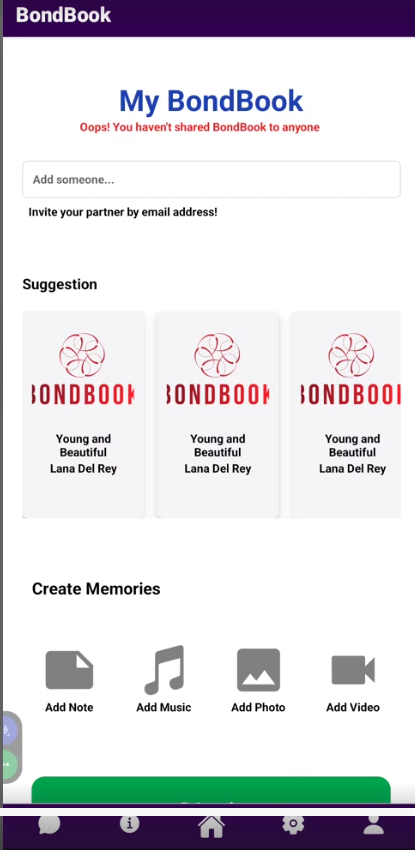 BondBook
My BondBook
Oops! You haven't shared BondBook to anyone
Add someone...
Invite your partner by email address!
Suggestion
BONDBOOK BONDBOOK BONDBOO
Young and Young and Young and
Beautiful Beautiful Beautiful
Lana Del Rey Lana Del Rey Lana Del Rey
Create Memories
Add Note Add Music Add Photo Add Video